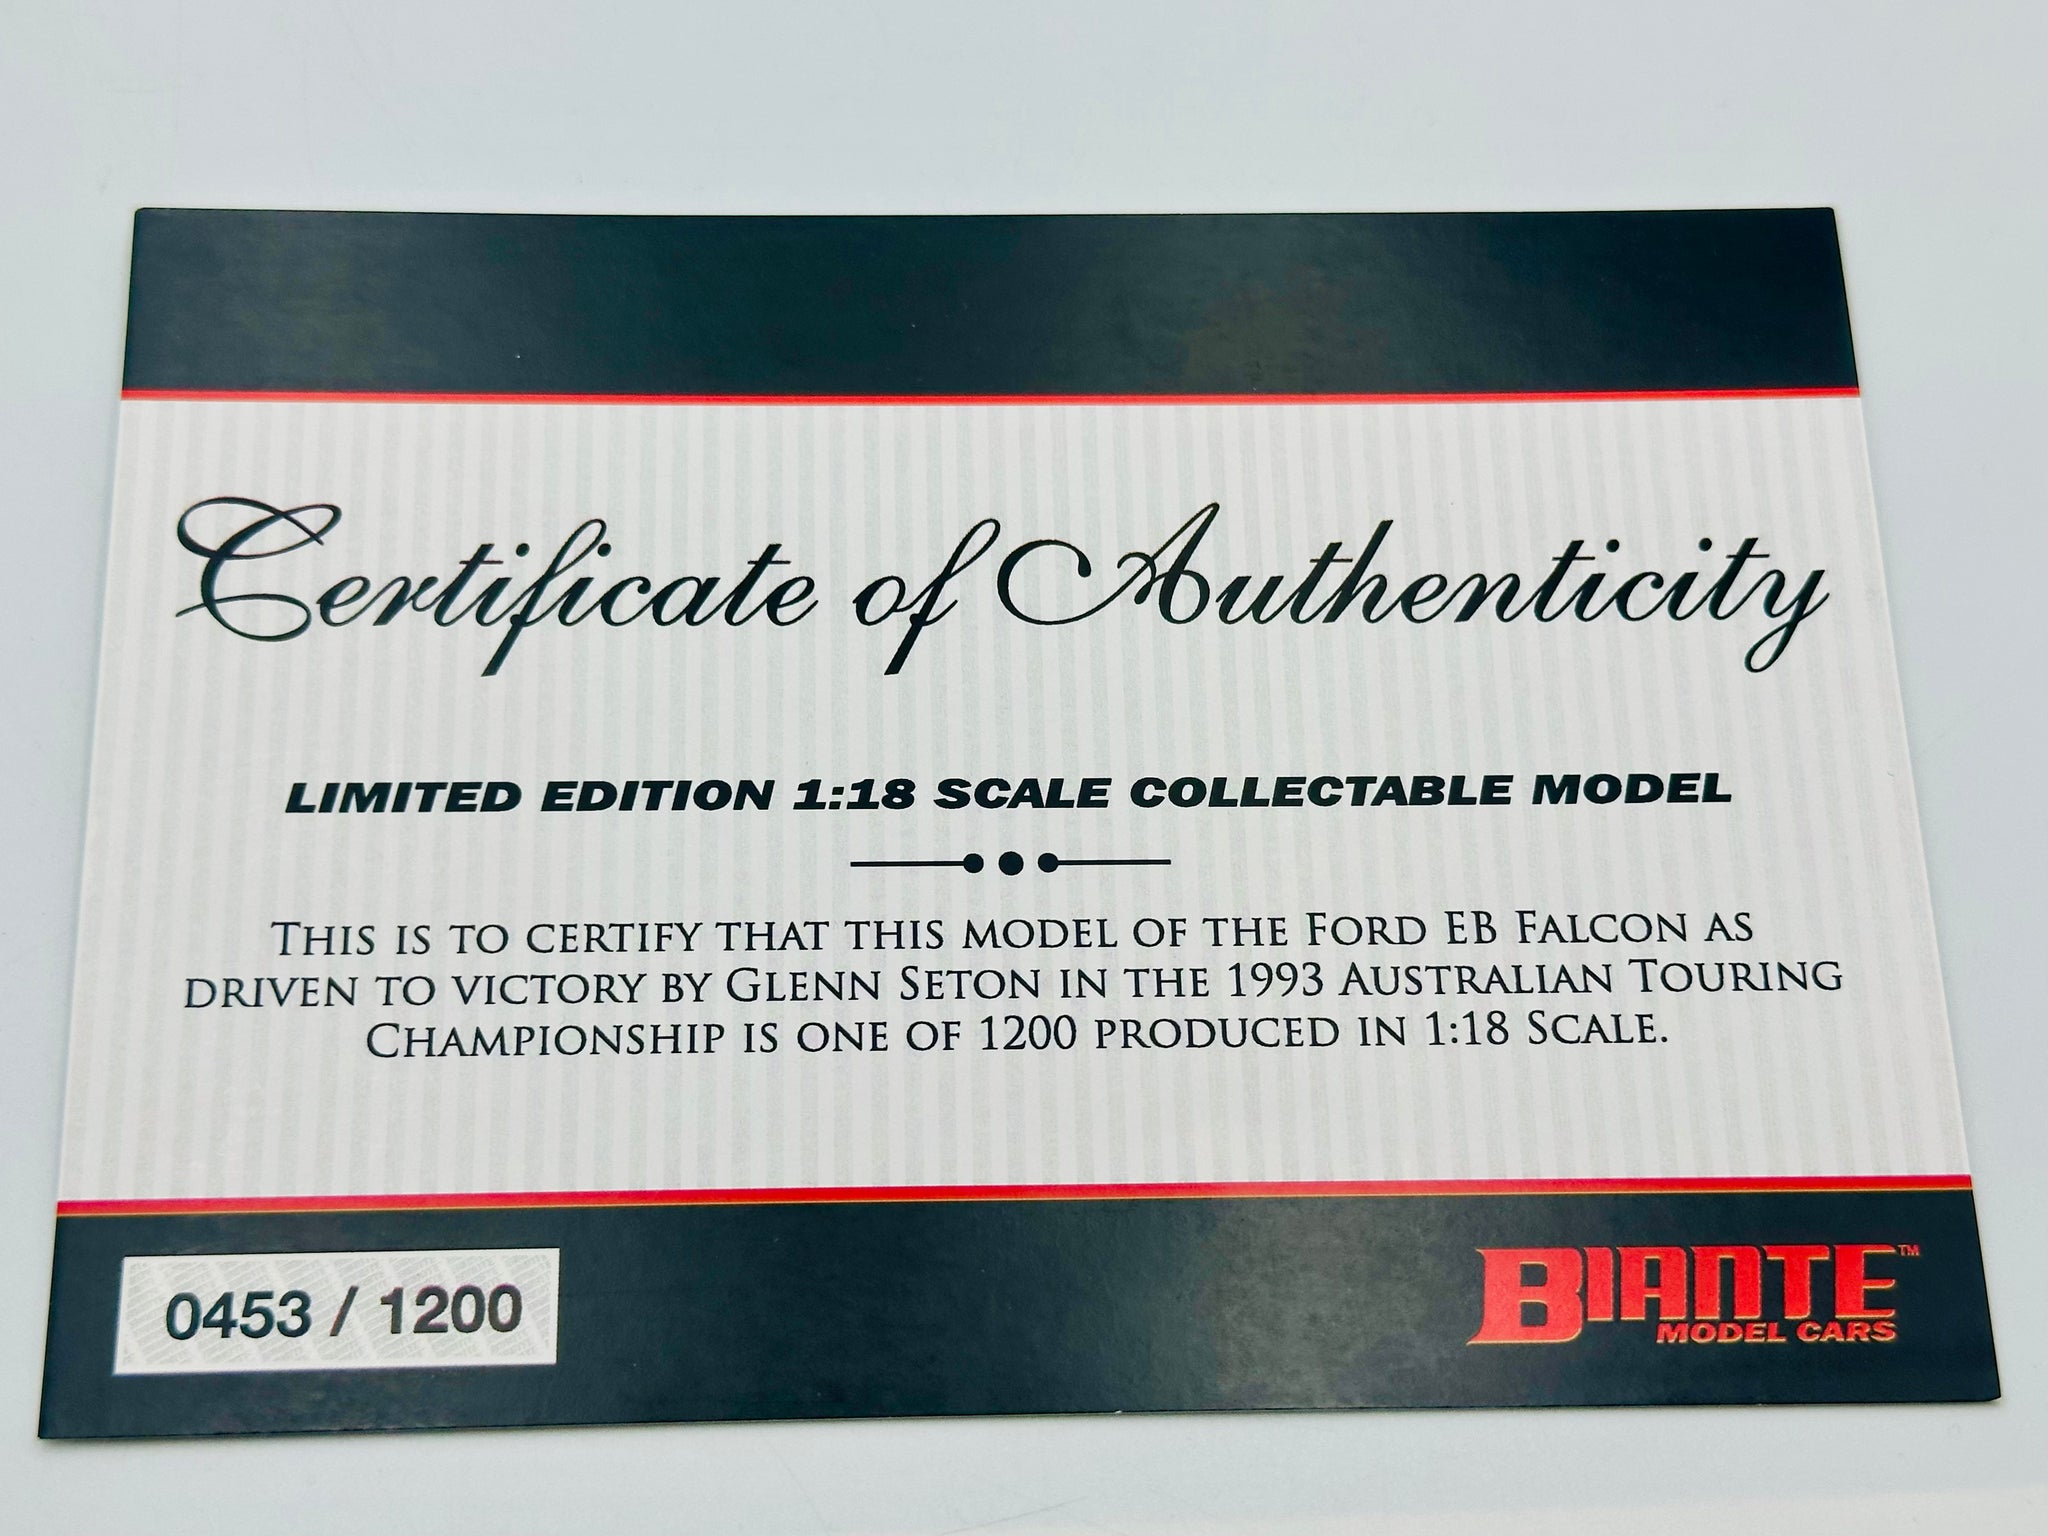 Certificate of Authenticity
LIMITED EDITION 1:18 SCALE COLLECTABLE MODEL
THIS IS TO CERTIFY THAT THIS MODEL OF THE FORD EB FALCON AS
DRIVEN TO VICTORY BY GLENN SETON IN THE 1993 AUSTRALIAN TOURING
CHAMPIONSHIP IS ONE OF 1200 PRODUCED IN 1:18 SCALE.
0453 / 1200
BIANTE™
MODEL CARS